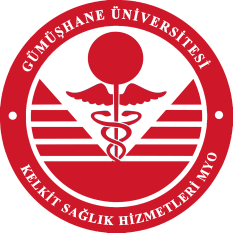 GÜMÜŞHANE ÜNİVERSİTESİ
KELKİT SAĞLIK HİZMETLERİ MYO